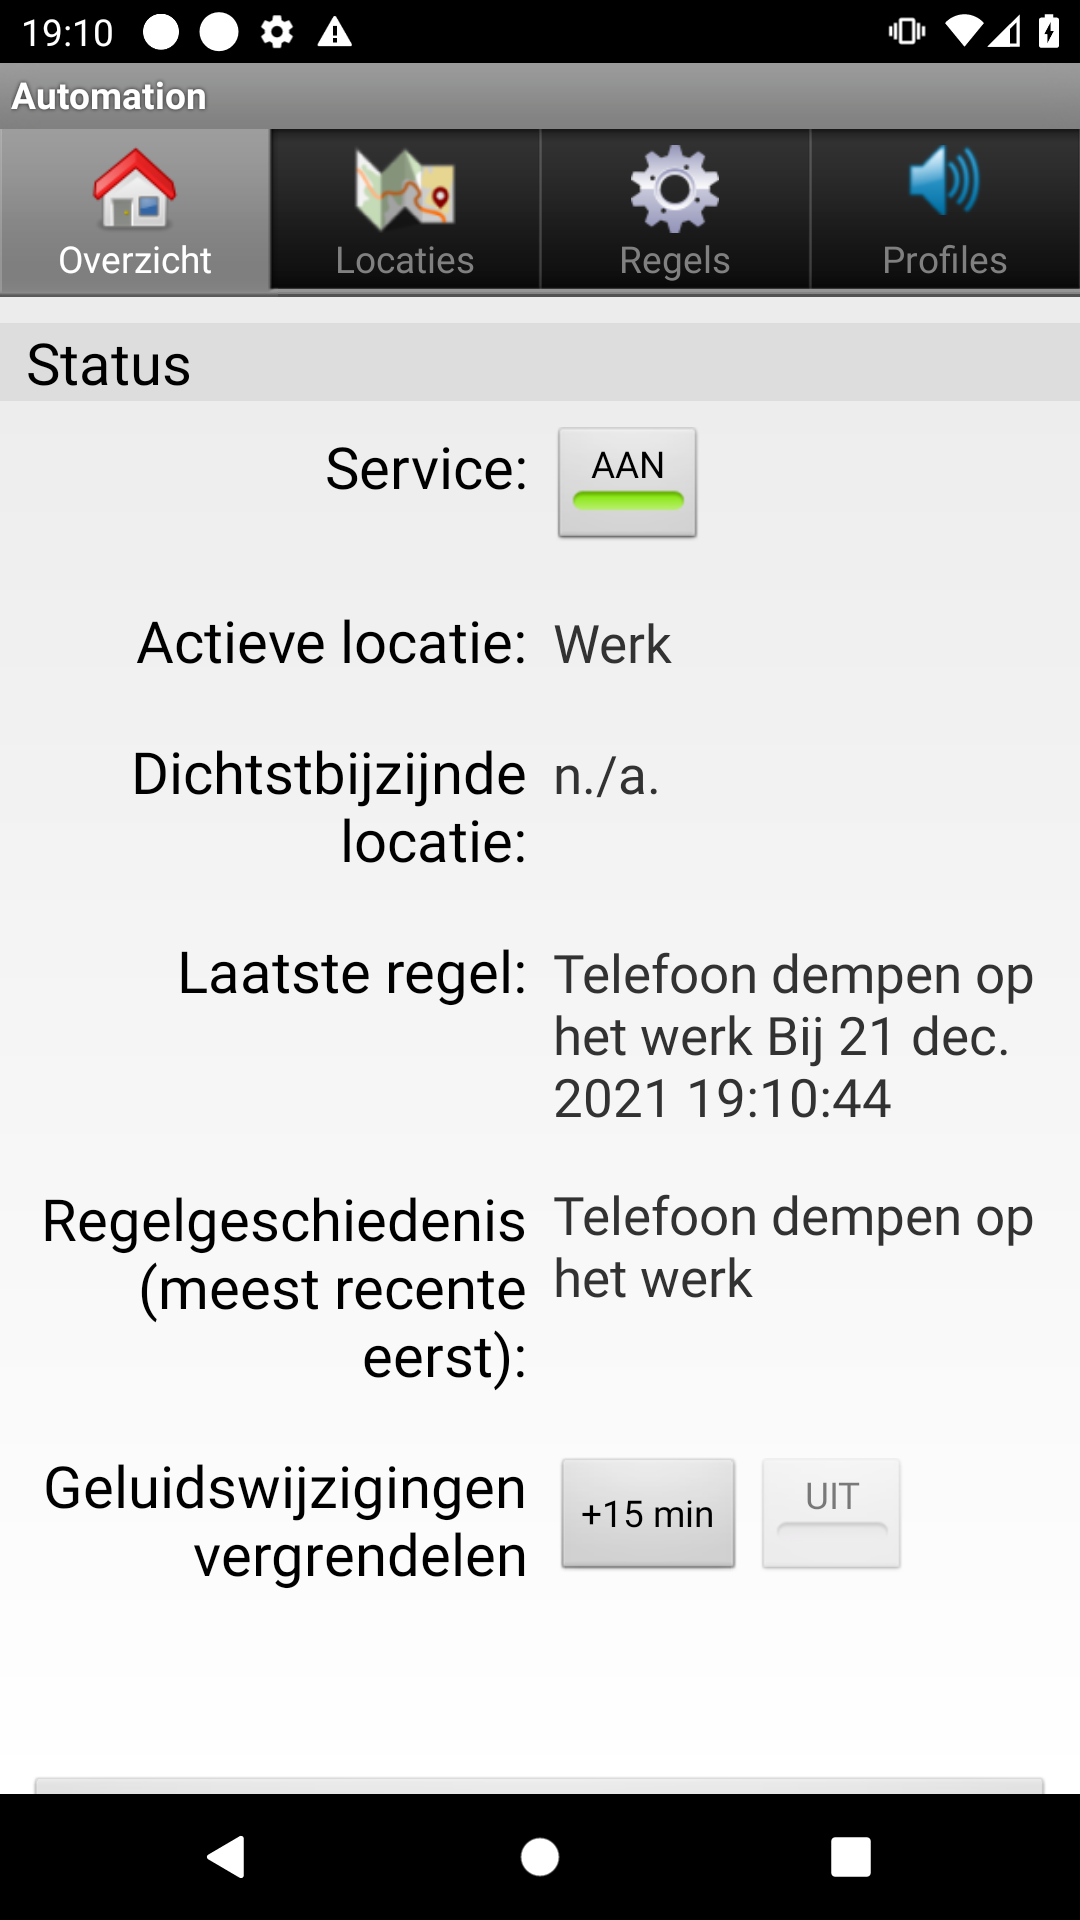 19:10
Automation
Overzicht
Locaties
Regels
Profiles
Status
Service:
AAN
Actieve locatie:
Werk
Dichtstbijzijnde
locatie:
n./a.
Laatste regel:
Telefoon dempen op
het werk Bij 21 dec.
2021 19:10:44
Regelgeschiedenis
(meest recente
eerst):
Telefoon dempen op
het werk
Geluidswijzigingen
vergrendelen
+15 min
UIT